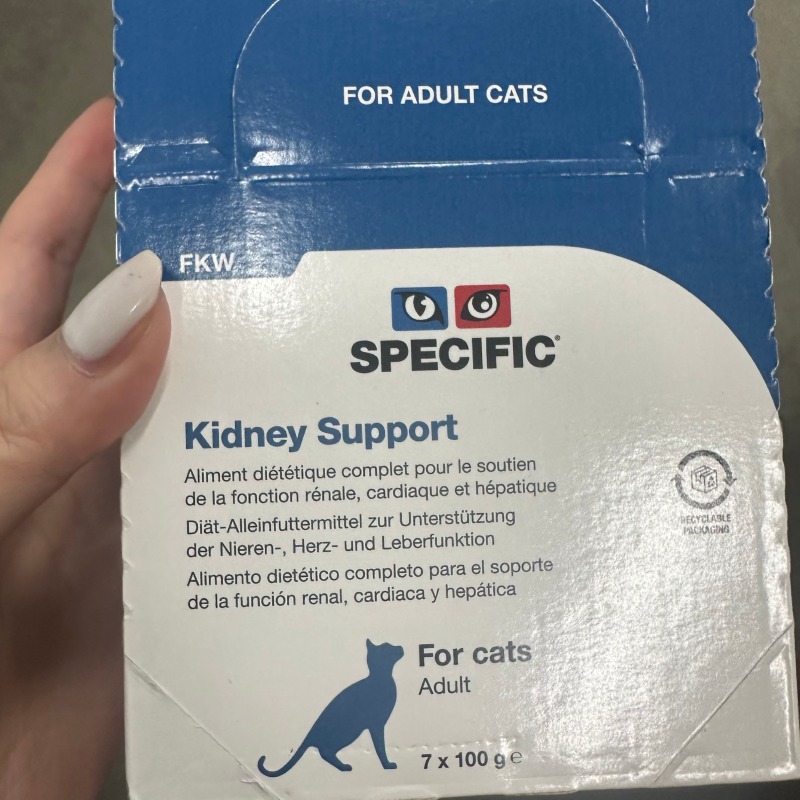 FOR ADULT CATS
FKW
SPECIFIC®
Kidney Support
Aliment diététique complet pour le soutien
de la fonction rénale, cardiaque et hépatique
Diät-Alleinfuttermittel zur Unterstützung
der Nieren-, Herz- und Leberfunktion
Alimento dietético completo para el soporte
de la función renal, cardiaca y hepática
RECYCLABLE
PACKAGING
For cats
Adult
7 x 100 g e